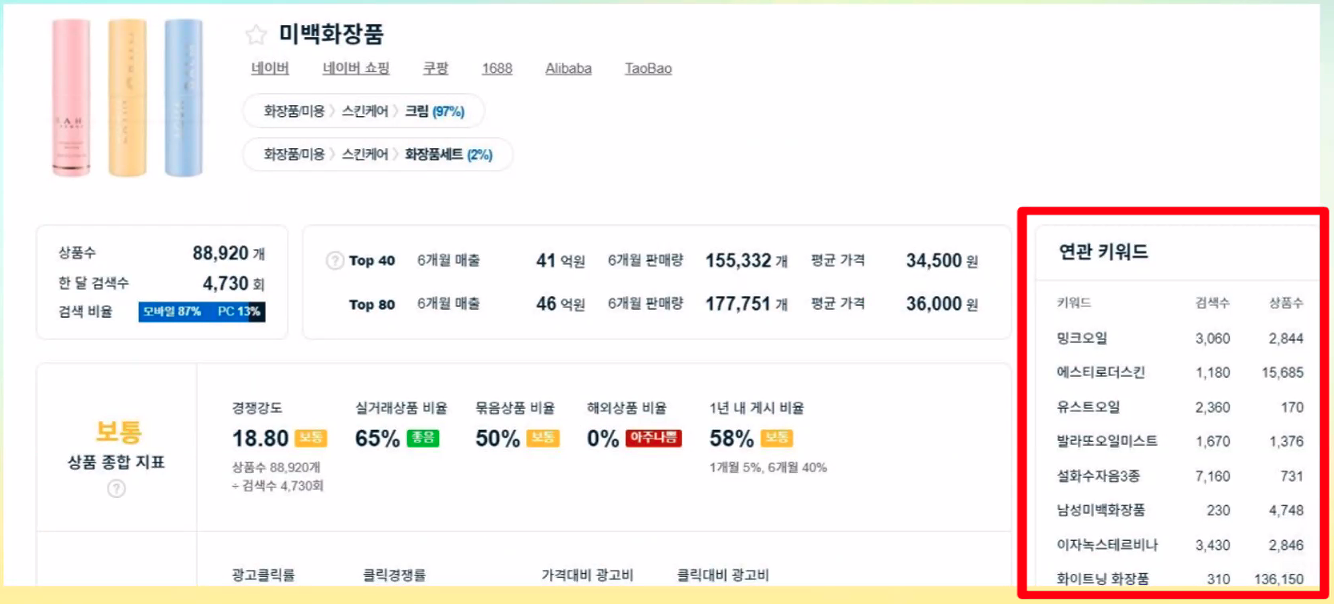 미백화장품
네이버 네이버 쇼핑 쿠팡 1688 Alibaba TaoBao
화장품/미용 〉 스킨케어 〉 크림 (97%)
화장품/미용 〉 스킨케어 〉 화장품세트 (2%)
상품수 88,920 개
한 달 검색수 4,730 회
검색 비율 모바일 87% PC 13%
? Top 40 6개월 매출 41 억원 6개월 판매량 155,332 개 평균 가격 34,500 원
Top 80 6개월 매출 46 억원 6개월 판매량 177,751 개 평균 가격 36,000 원
보통
상품 종합 지표
?
경쟁강도 실거래상품 비율 묶음상품 비율 해외상품 비율 1년 내 게시 비율
18.80 보통 65% 좋음 50% 보통 0% 아주나쁨 58% 보통
상품수 88,920개 1개월 5%, 6개월 40%
÷ 검색수 4,730회
광고클릭률 클릭경쟁률 가격대비 광고비 클릭대비 광고비
연관 키워드
키워드 검색수 상품수
밍크오일 3,060 2,844
에스티로더스킨 1,180 15,685
유스트오일 2,360 170
발라또오일미스트 1,670 1,376
설화수자음3종 7,160 731
남성미백화장품 230 4,748
이자녹스테르비나 3,430 2,846
화이트닝 화장품 310 136,150